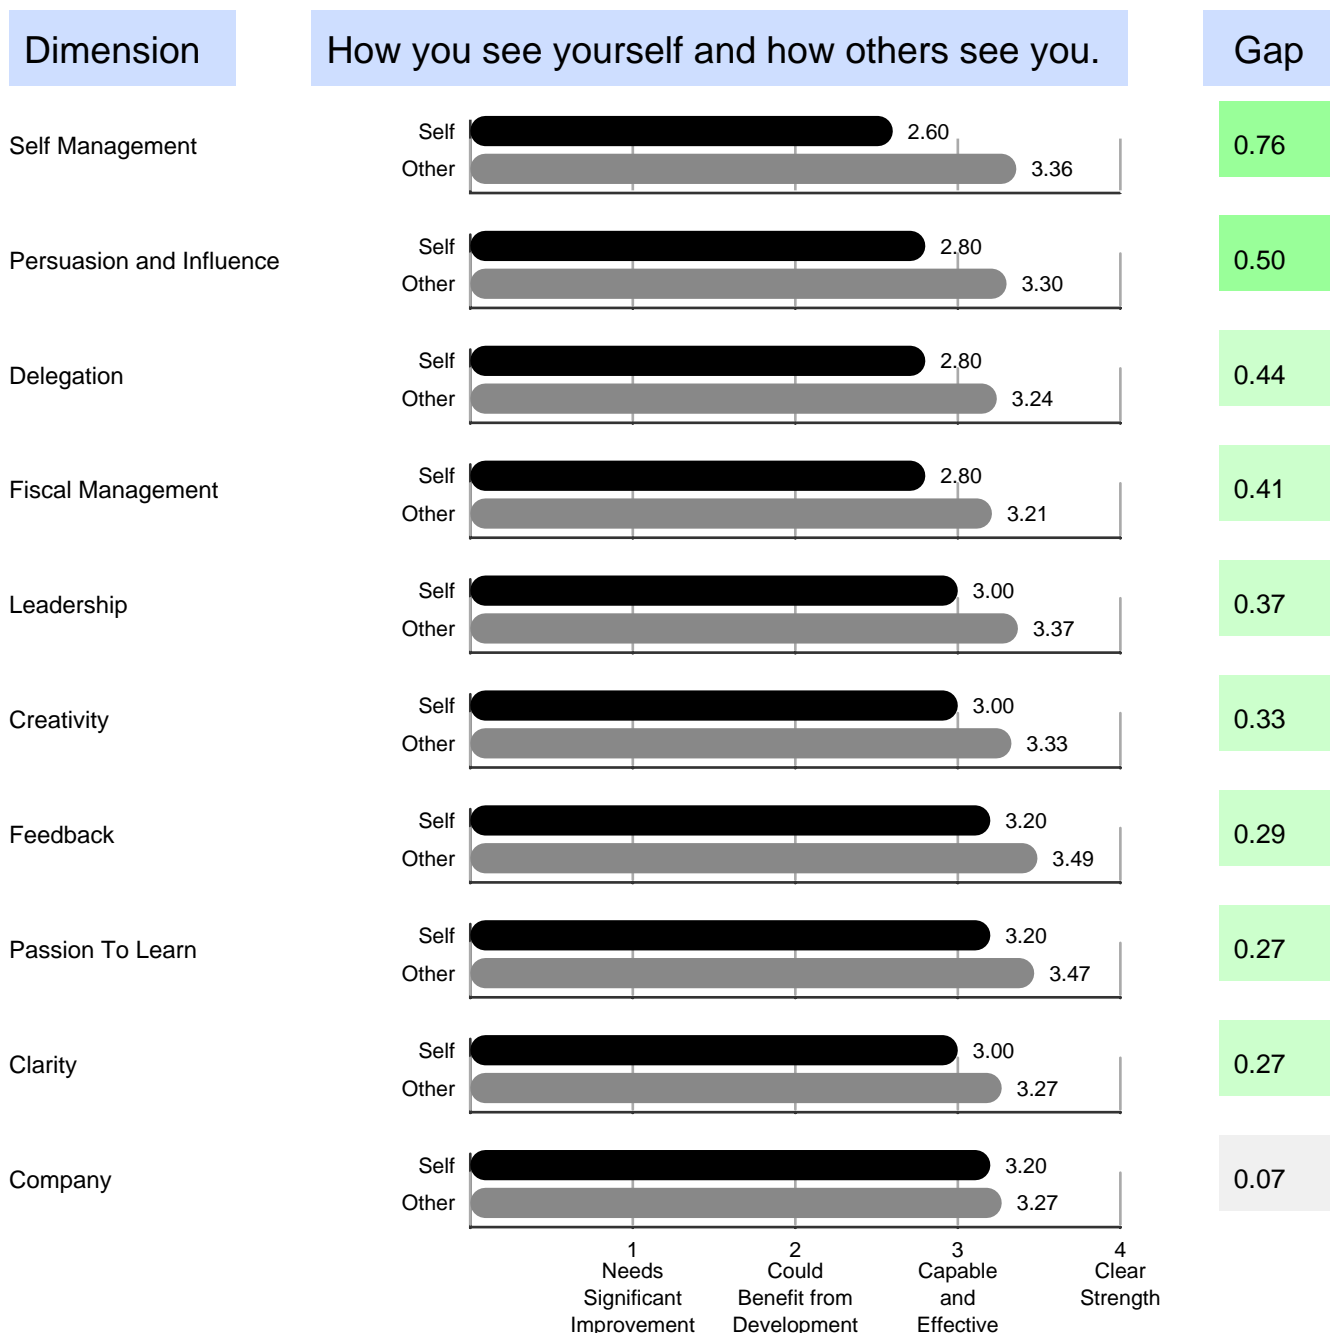 Dimension How you see yourself and how others see you. Gap
Self Management
Self 2.60
Other 3.36
0.76
Persuasion and Influence
Self 2.80
Other 3.30
0.50
Delegation
Self 2.80
Other 3.24
0.44
Fiscal Management
Self 2.80
Other 3.21
0.41
Leadership
Self 3.00
Other 3.37
0.37
Creativity
Self 3.00
Other 3.33
0.33
Feedback
Self 3.20
Other 3.49
0.29
Passion To Learn
Self 3.20
Other 3.47
0.27
Clarity
Self 3.00
Other 3.27
0.27
Company
Self 3.20
Other 3.27
0.07
1
Needs
Significant
Improvement
2
Could
Benefit from
Development
3
Capable
and
Effective
4
Clear
Strength